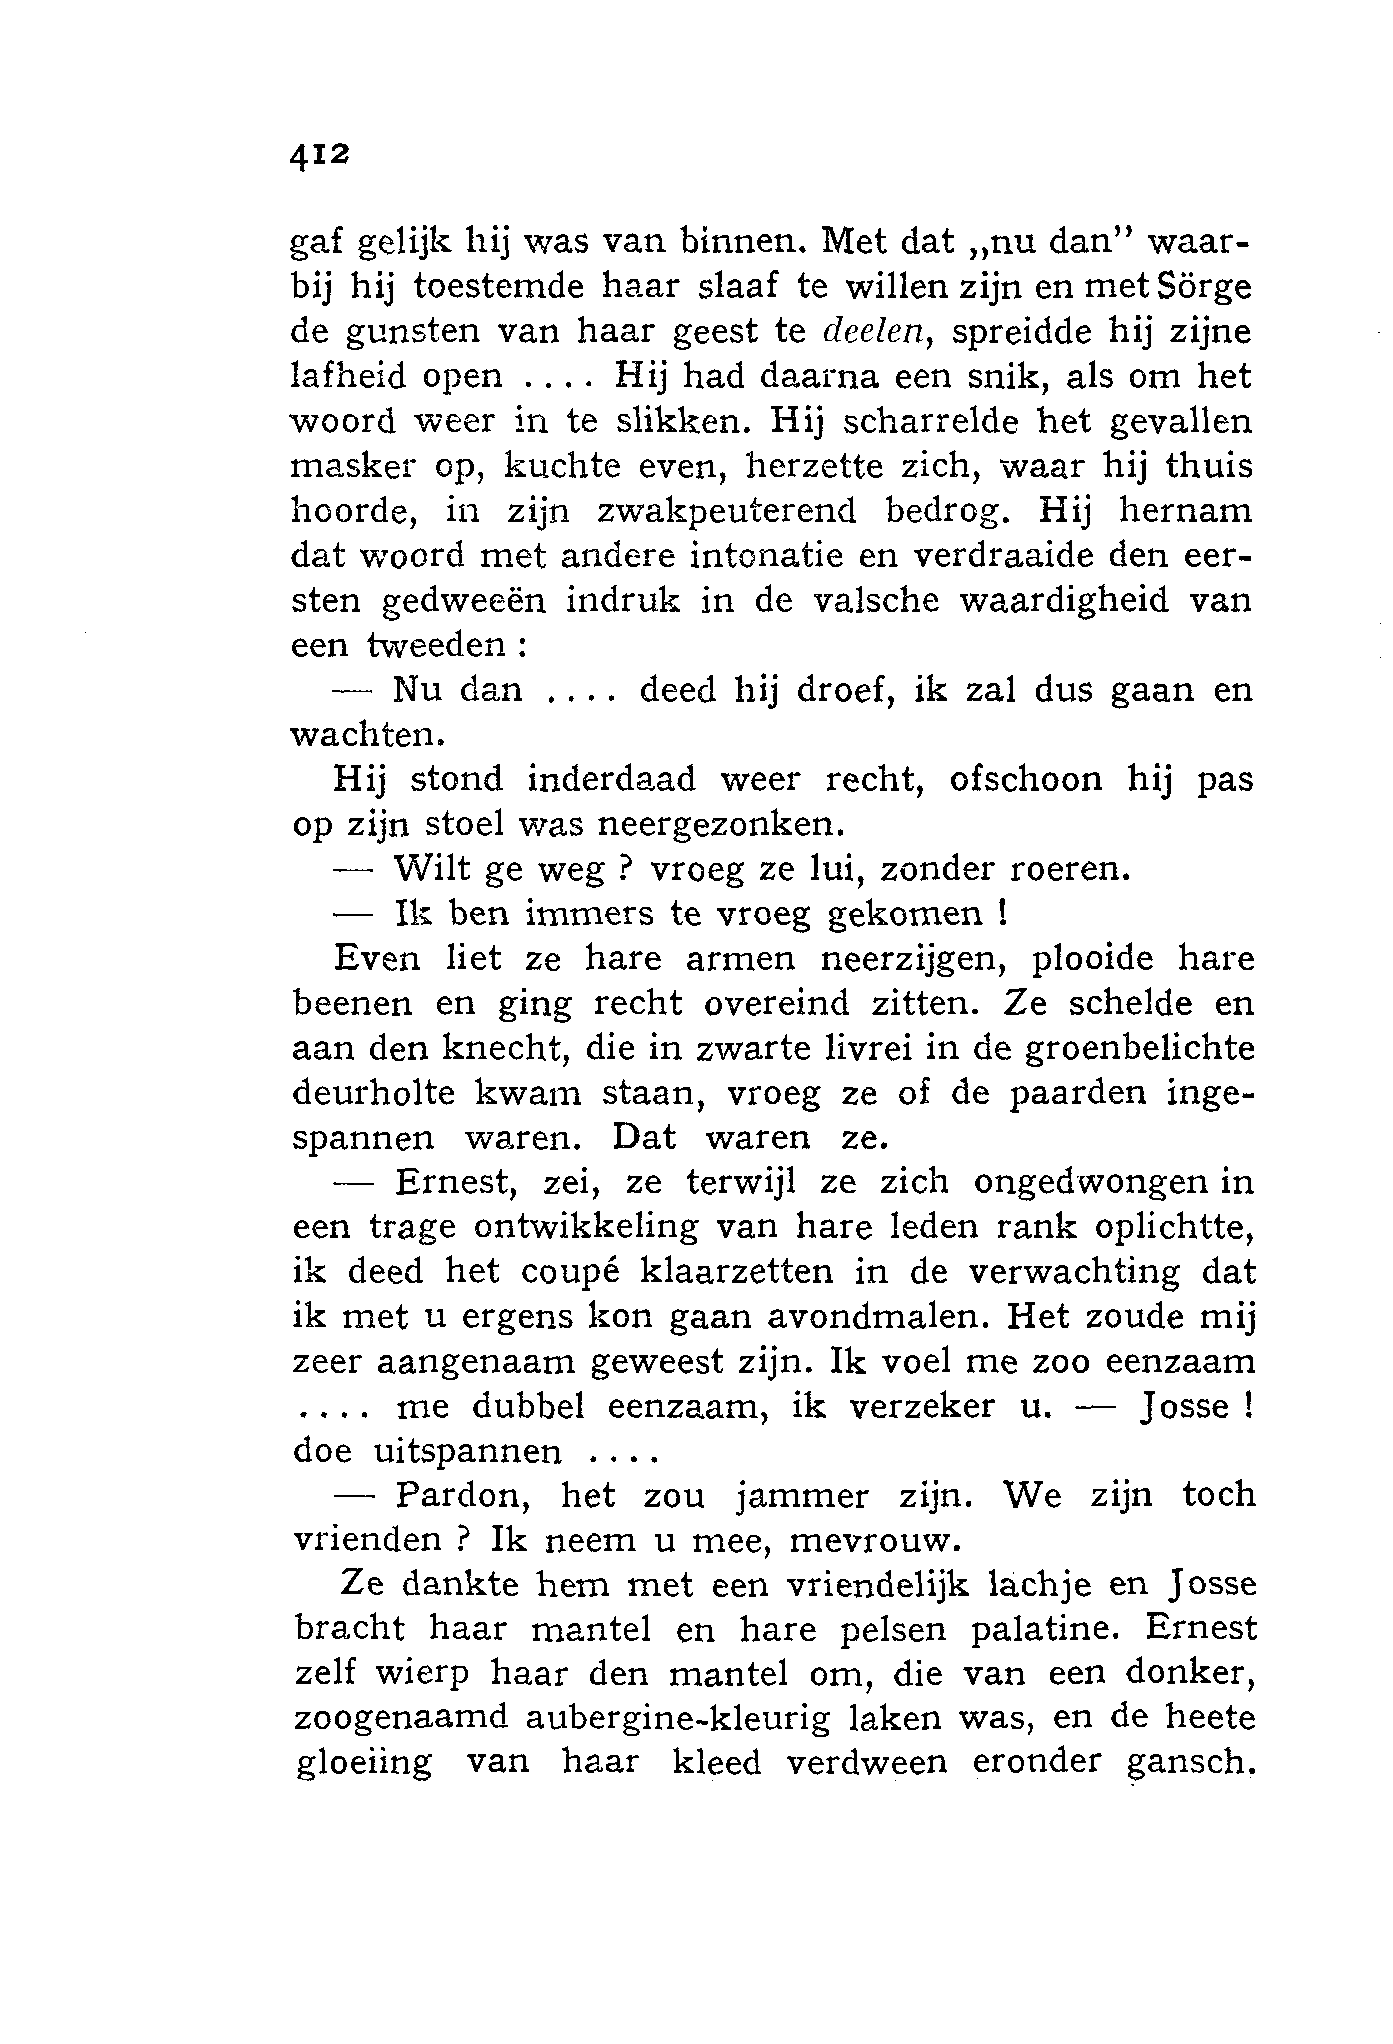 412
gaf gelijk hij was van binnen. Met dat „nu dan” waar-
bij hij toestemde haar slaaf te willen zijn en met Sörge
de gunsten van haar geest te deelen, spreidde hij zijne
lafheid open .... Hij had daarna een snik, als om het
woord weer in te slikken. Hij scharrelde het gevallen
masker op, kuchte even, herzette zich, waar hij thuis
hoorde, in zijn zwakpeuterend bedrog. Hij hernam
dat woord met andere intonatie en verdraaide den eer-
sten gedweeën indruk in de valsche waardigheid van
een tweeden :
— Nu dan .... deed hij droef, ik zal dus gaan en
wachten.
Hij stond inderdaad weer recht, ofschoon hij pas
op zijn stoel was neergezonken.
— Wilt ge weg ? vroeg ze lui, zonder roeren.
— Ik ben immers te vroeg gekomen !
Even liet ze hare armen neerzijgen, plooide hare
beenen en ging recht overeind zitten. Ze schelde en
aan den knecht, die in zwarte livrei in de groenbelichte
deurholte kwam staan, vroeg ze of de paarden inge-
spannen waren. Dat waren ze.
— Ernest, zei, ze terwijl ze zich ongedwongen in
een trage ontwikkeling van hare leden rank oplichtte,
ik deed het coupé klaarzetten in de verwachting dat
ik met u ergens kon gaan avondmalen. Het zoude mij
zeer aangenaam geweest zijn. Ik voel me zoo eenzaam
.... me dubbel eenzaam, ik verzeker u. — Josse !
doe uitspannen ....
— Pardon, het zou jammer zijn. We zijn toch
vrienden ? Ik neem u mee, mevrouw.
Ze dankte hem met een vriendelijk lachje en Josse
bracht haar mantel en hare pelsen palatine. Ernest
zelf wierp haar den mantel om, die van een donker,
zoogenaamd aubergine-kleurig laken was, en de heete
gloeiing van haar kleed verdween eronder gansch.